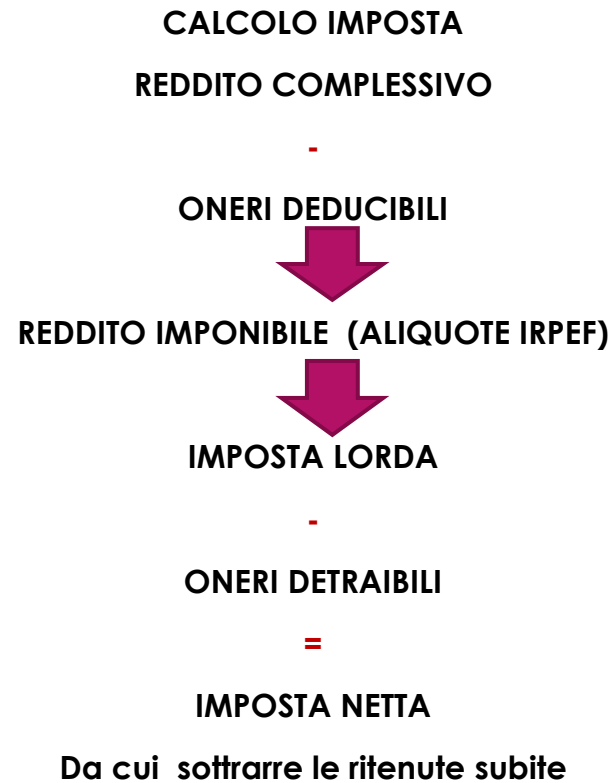 CALCOLO IMPOSTA
REDDITO COMPLESSIVO
-
ONERI DEDUCIBILI
REDDITO IMPONIBILE (ALIQUOTE IRPEF)
IMPOSTA LORDA
-
ONERI DETRAIBILI
=
IMPOSTA NETTA
Da cui sottrarre le ritenute subite